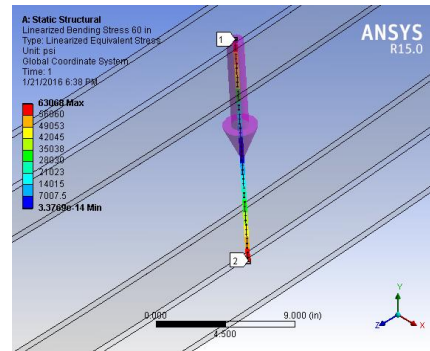 A: Static Structural
Linearized Bending Stress 60 in
Type: Linearized Equivalent Stress
Unit: psi
Global Coordinate System
Time: 1
1/21/2016 6:38 PM
63068 Max
56060
49053
42045
35038
28030
21023
14015
7007.5
3.3769e-14 Min
ANSYS
R15.0
1
2
0.000
9.000 (in)
4.500
Y
Z
X